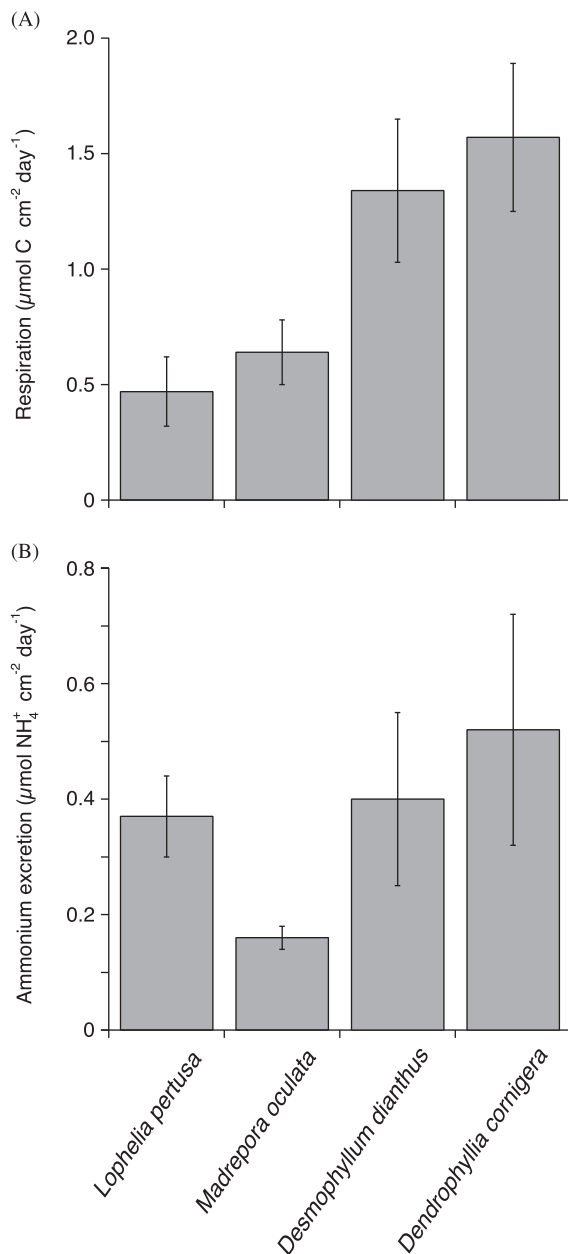 (A)
2.0
1.5
1.0
0.5
0
Respiration (µmol C cm-2 day-1)
(B)
0.8
0.6
0.4
0.2
0
Ammonium excretion (µmol NH4+ cm-2 day-1)
Lophelia pertusa
Madrepora oculata
Desmophyllum dianthus
Dendrophyllia cornigera